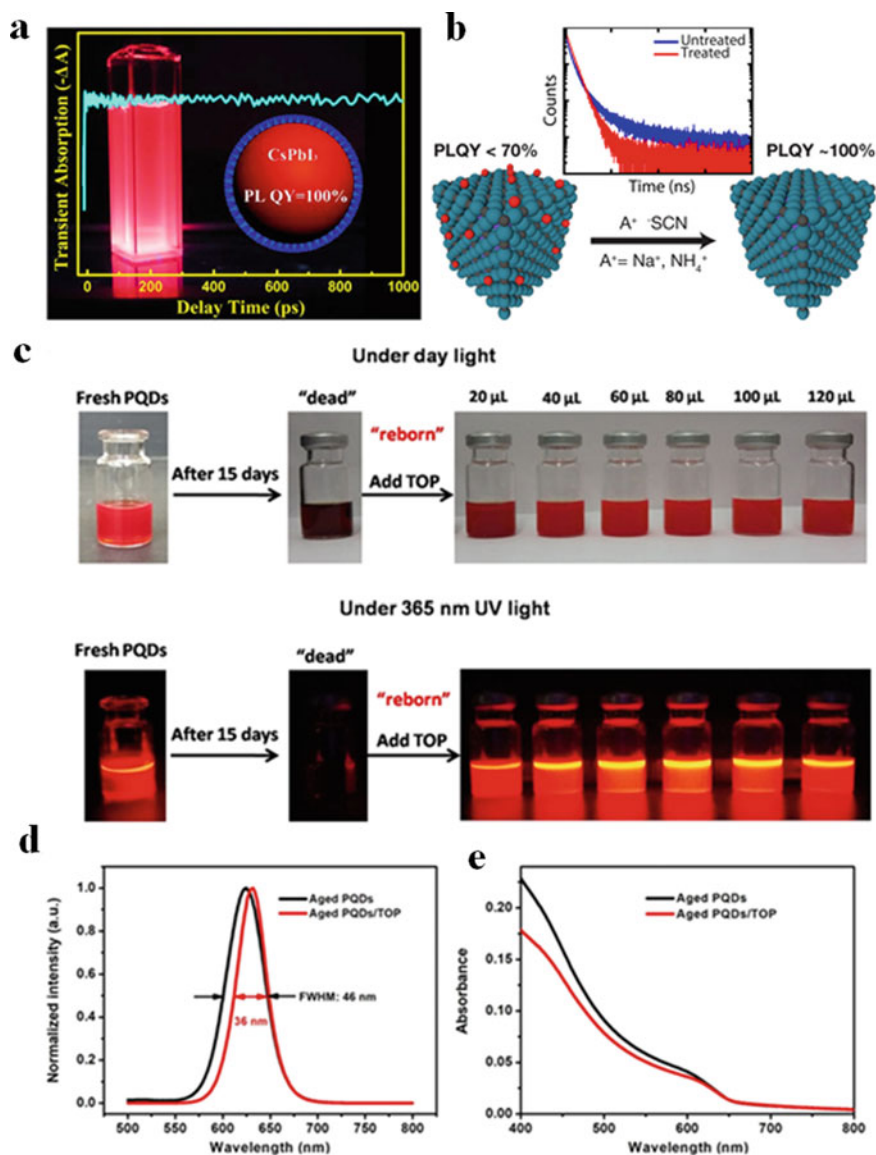 a
Transient Absorption (-ΔA)
CsPbI₃
PL QY=100%
0 200 400 600 800 1000
Delay Time (ps)
b
Untreated
Treated
Counts
Time (ns)
PLQY < 70%
PLQY ~100%
A⁺ ⁻SCN
A⁺= Na⁺, NH₄⁺
c
Under day light
Fresh PQDs
After 15 days
"dead"
"reborn"
Add TOP
20 µL 40 µL 60 µL 80 µL 100 µL 120 µL
Under 365 nm UV light
Fresh PQDs
After 15 days
"dead"
"reborn"
Add TOP
d
Normalized intensity (a.u.)
1.0
0.8
0.6
0.4
0.2
0.0
Aged PQDs
Aged PQDs/TOP
FWHM: 46 nm
36 nm
500 550 600 650 700 750 800
Wavelength (nm)
e
Absorbance
0.20
0.15
0.10
0.05
0.00
Aged PQDs
Aged PQDs/TOP
400 500 600 700 800
Wavelength (nm)